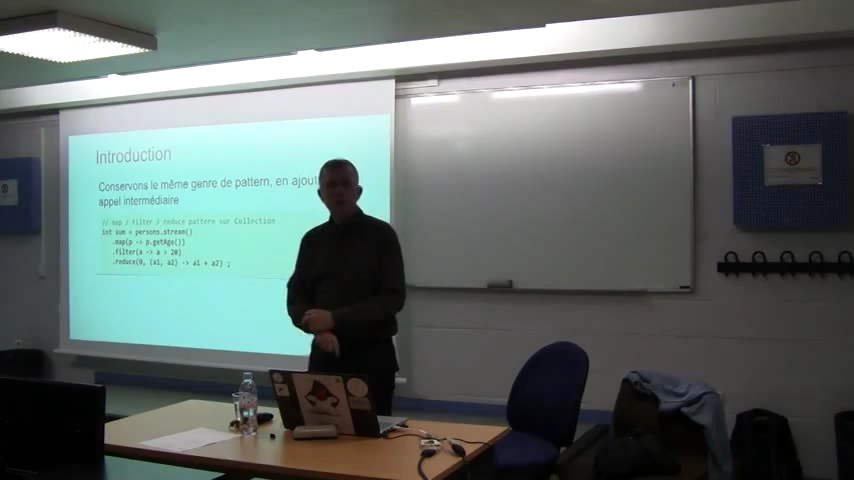 Introduction
Conservons le même genre de pattern, en ajout
appel intermédiaire
// map / filter / reduce pattern sur Collection
int sum = persons.stream()
.map(p -> p.getAge())
.filter(a -> a > 20)
.reduce(0, (a1, a2) -> a1 + a2) ;